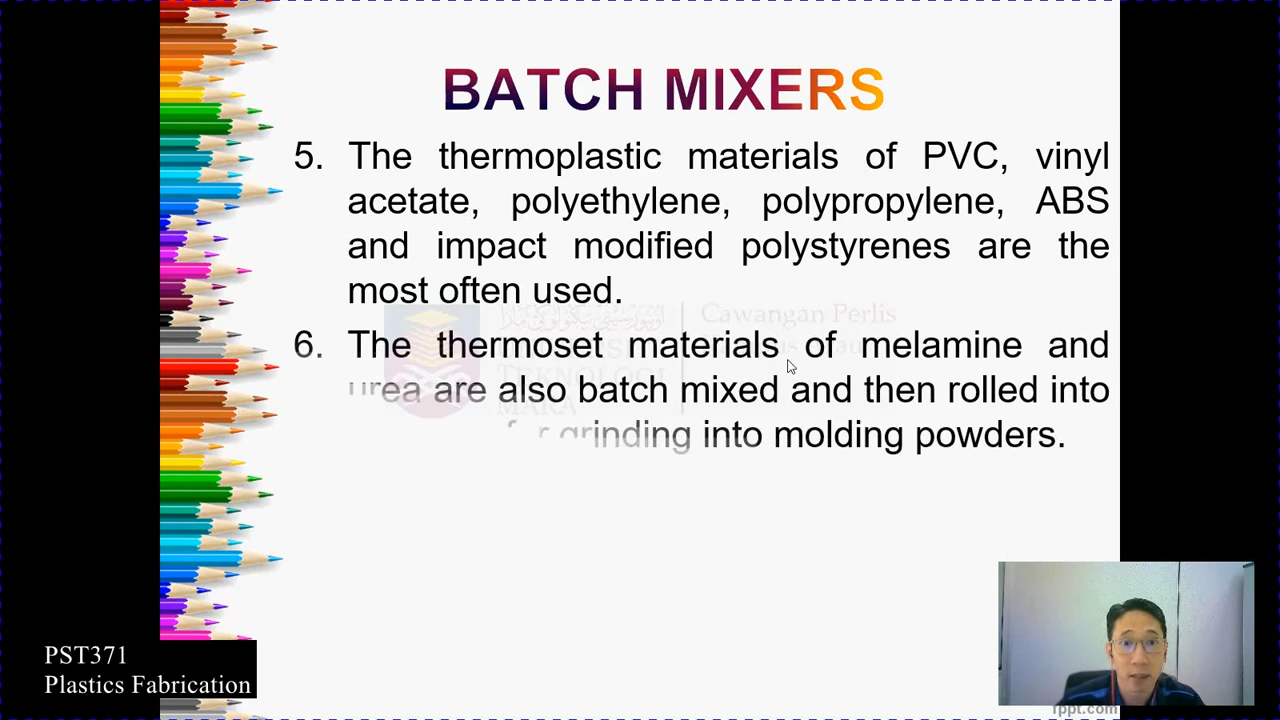 BATCH MIXERS
5. The thermoplastic materials of PVC, vinyl
acetate, polyethylene, polypropylene, ABS
and impact modified polystyrenes are the
most often used.
6. The thermoset materials of melamine and
urea are also batch mixed and then rolled into
for grinding into molding powders.
Cawangan Perlis
TEKNOLOGI
MARA
PST371
Plastics Fabrication
fppt.com